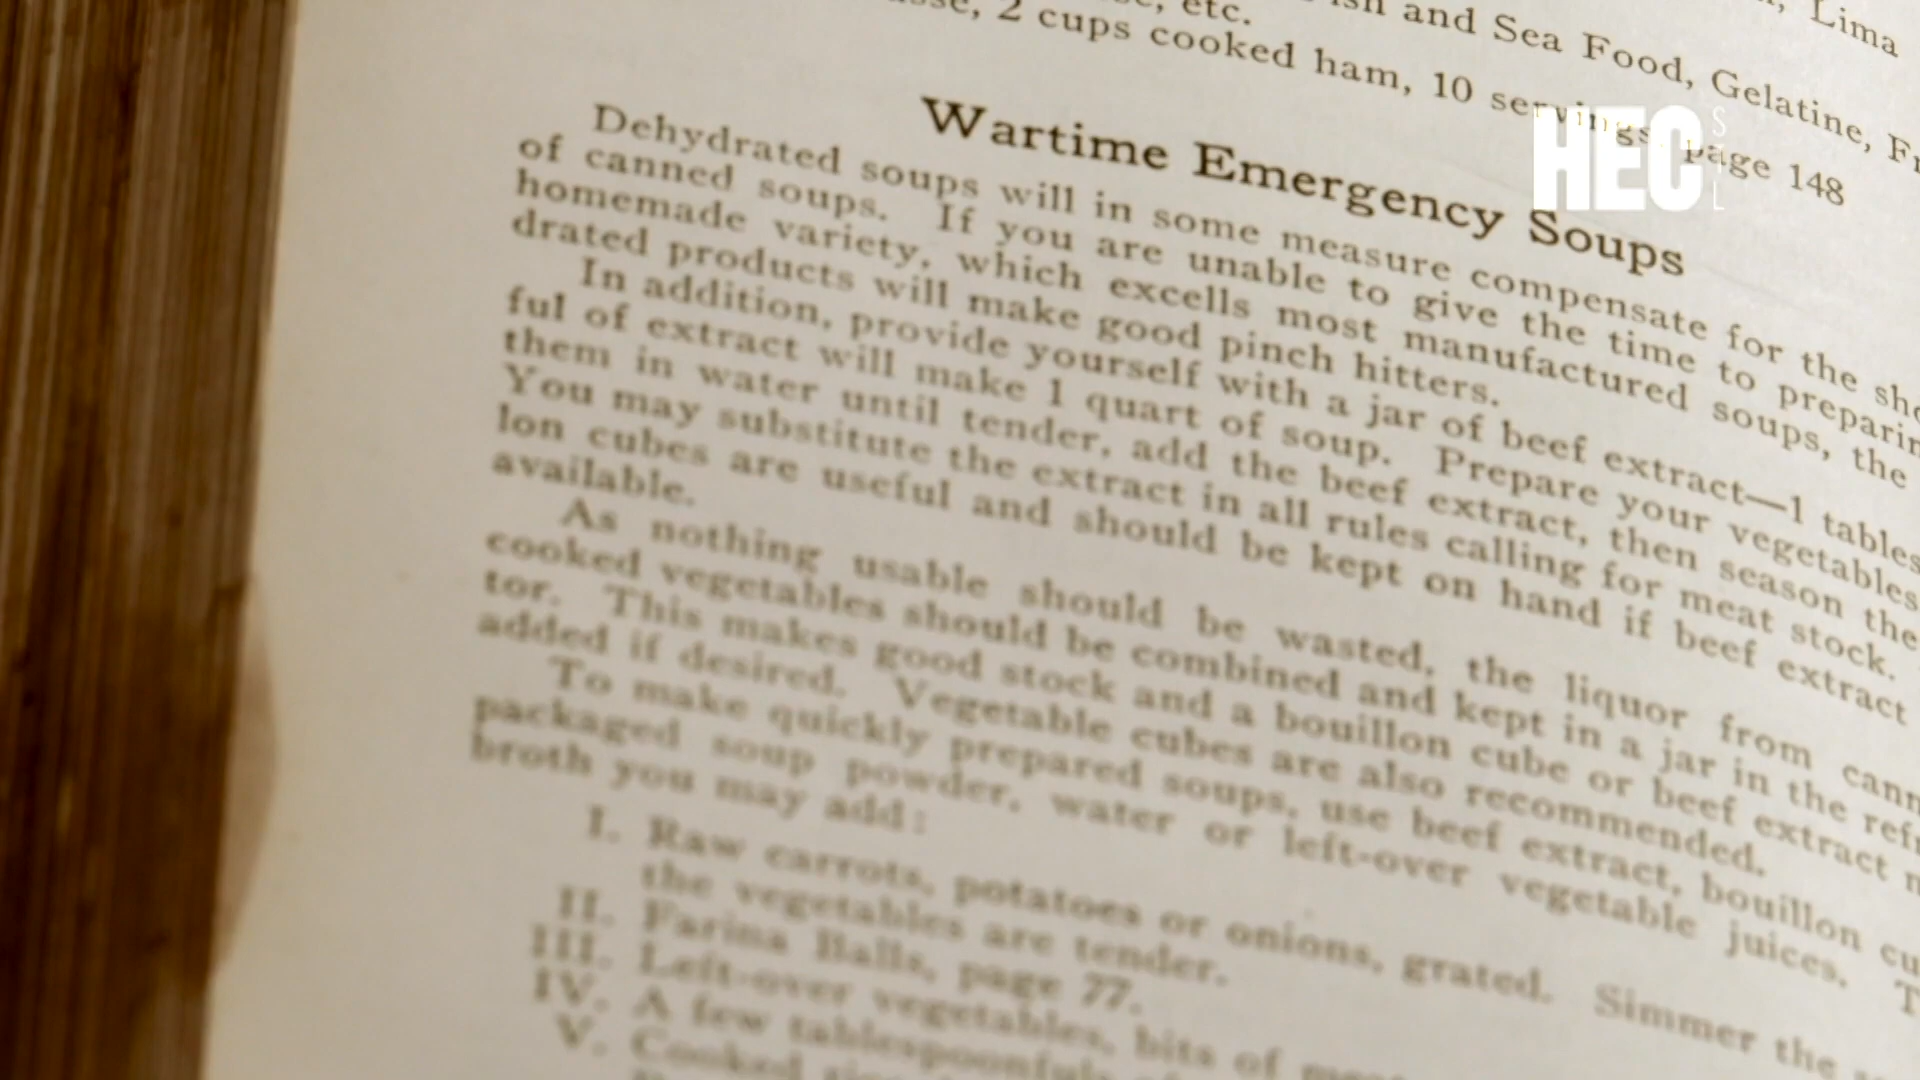 Lima
ish and Sea Food, Gelatine, Fr
etc.
2 cups cooked ham, 10 servings, page 148
HEC
Wartime Emergency Soups
Dehydrated soups will in some measure compensate for the sho
of canned soups. If you are unable to give the time to preparin
homemade variety, which excells most manufactured soups, the
drated products will make good pinch hitters.
In addition, provide yourself with a jar of beef extract—1 tables
ful of extract will make 1 quart of soup. Prepare your vegetables
them in water until tender, add the beef extract, then season the
You may substitute the extract in all rules calling for meat stock.
lon cubes are useful and should be kept on hand if beef extract
available.
As nothing usable should be wasted, the liquor from cann
cooked vegetables should be combined and kept in a jar in the refr
tor. This makes good stock and a bouillon cube or beef extract m
added if desired. Vegetable cubes are also recommended.
To make quickly prepared soups, use beef extract, bouillon cu
packaged soup powder, water or left-over vegetable juices. T
broth you may add:
I. Raw carrots, potatoes or onions, grated. Simmer the
the vegetables are tender.
II. Farina Balls, page 77.
III. Left-over vegetables, bits of
IV. A few tablespoonfuls
V. Cooked